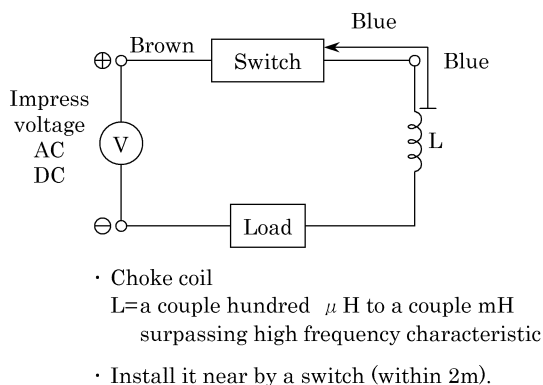 Blue
Brown
Switch
Blue
⊕
Impress
voltage
AC
DC
V
L
⊖
Load
・Choke coil
L=a couple hundred μH to a couple mH
surpassing high frequency characteristic
・Install it near by a switch (within 2m).